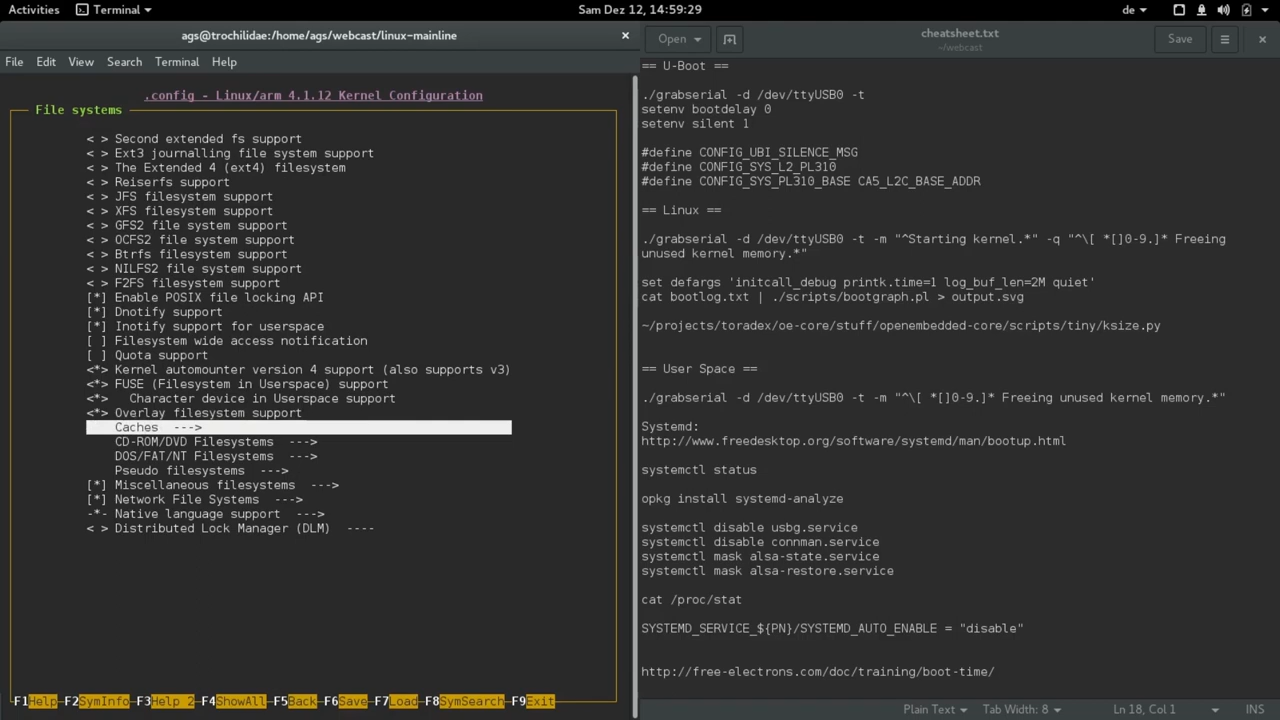 Activities Terminal Sam Dez 12, 14:59:29 de
ags@trochilidae:/home/ags/webcast/linux-mainline
File Edit View Search Terminal Help
.config - Linux/arm 4.1.12 Kernel Configuration
File systems
< > Second extended fs support
< > Ext3 journalling file system support
< > The Extended 4 (ext4) filesystem
< > Reiserfs support
< > JFS filesystem support
< > XFS filesystem support
< > GFS2 file system support
< > OCFS2 file system support
< > Btrfs filesystem support
< > NILFS2 file system support
< > F2FS filesystem support
[*] Enable POSIX file locking API
[*] Dnotify support
[*] Inotify support for userspace
[ ] Filesystem wide access notification
[ ] Quota support
<*> Kernel automounter version 4 support (also supports v3)
<*> FUSE (Filesystem in Userspace) support
<*> Character device in Userspace support
<*> Overlay filesystem support
Caches --->
CD-ROM/DVD Filesystems --->
DOS/FAT/NT Filesystems --->
Pseudo filesystems --->
[*] Miscellaneous filesystems --->
[*] Network File Systems --->
-*- Native language support --->
< > Distributed Lock Manager (DLM) ----
F1Help F2SymInfo F3Help 2 F4ShowAll F5Back F6Save F7Load F8SymSearch F9Exit
Open cheatsheet.txt Save
~/webcast
== U-Boot ==
./grabserial -d /dev/ttyUSB0 -t
setenv bootdelay 0
setenv silent 1
#define CONFIG_UBI_SILENCE_MSG
#define CONFIG_SYS_L2_PL310
#define CONFIG_SYS_PL310_BASE CA5_L2C_BASE_ADDR
== Linux ==
./grabserial -d /dev/ttyUSB0 -t -m "^Starting kernel.*" -q "^\[ *[]0-9.]* Freeing
unused kernel memory.*"
set defargs 'initcall_debug printk.time=1 log_buf_len=2M quiet'
cat bootlog.txt | ./scripts/bootgraph.pl > output.svg
~/projects/toradex/oe-core/stuff/openembedded-core/scripts/tiny/ksize.py
== User Space ==
./grabserial -d /dev/ttyUSB0 -t -m "^\[ *[]0-9.]* Freeing unused kernel memory.*"
Systemd:
http://www.freedesktop.org/software/systemd/man/bootup.html
systemctl status
opkg install systemd-analyze
systemctl disable usbg.service
systemctl disable connman.service
systemctl mask alsa-state.service
systemctl mask alsa-restore.service
cat /proc/stat
SYSTEMD_SERVICE_${PN}/SYSTEMD_AUTO_ENABLE = "disable"
http://free-electrons.com/doc/training/boot-time/
Plain Text Tab Width: 8 Ln 18, Col 1 INS